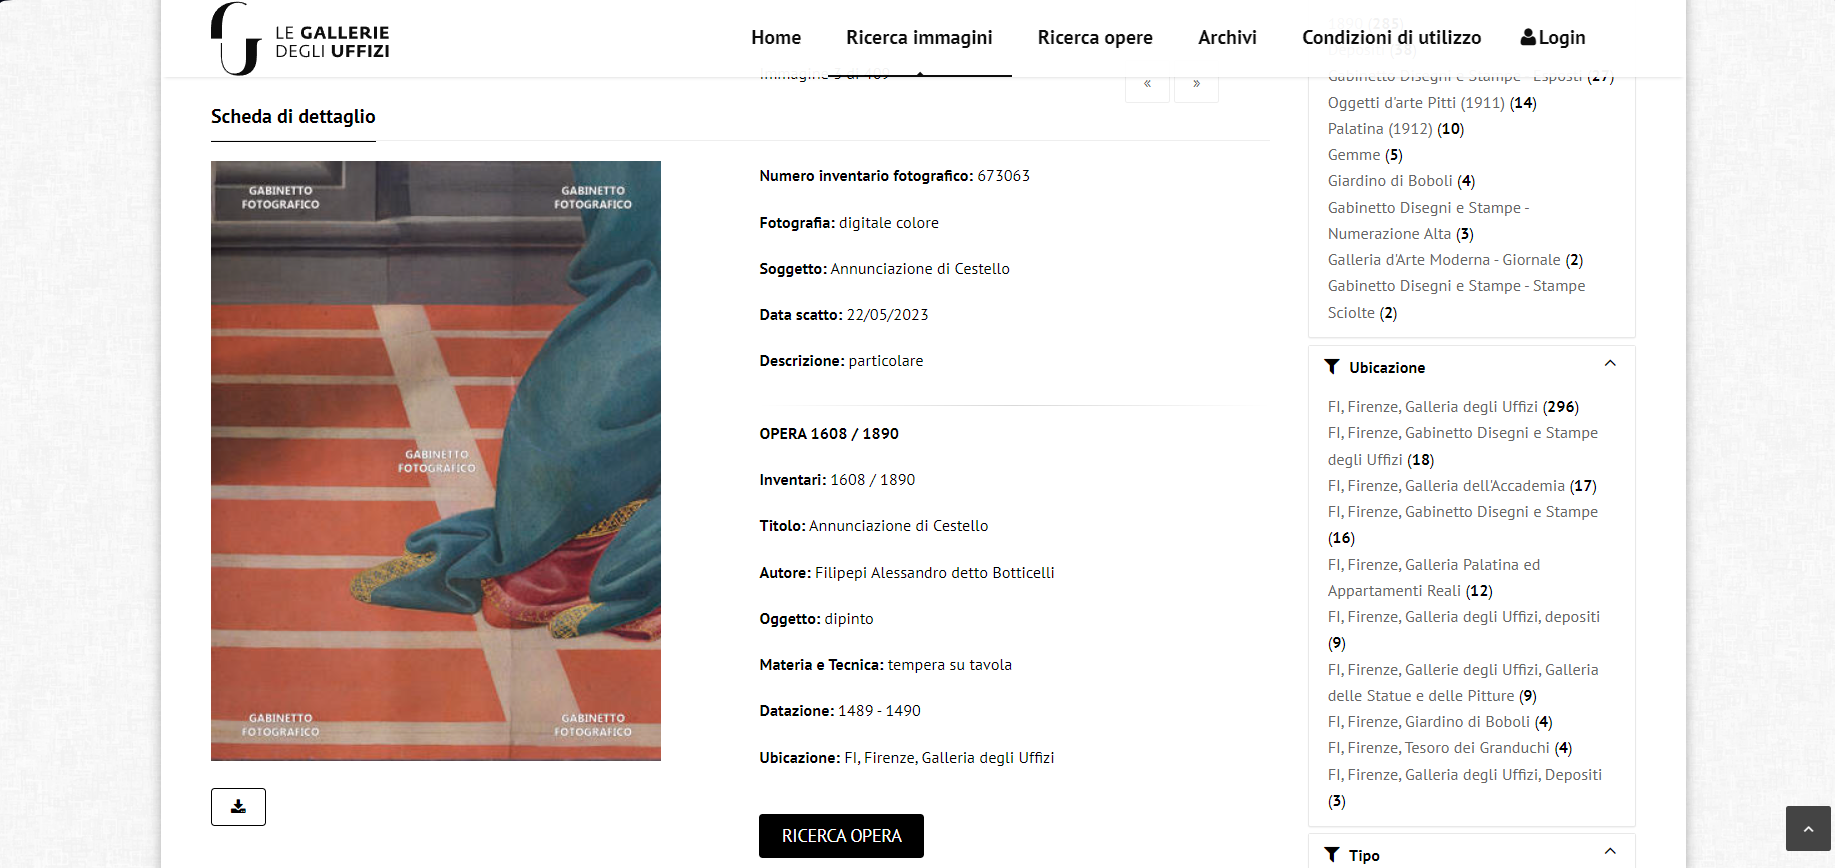 LE GALLERIE
DEGLI UFFIZI
Home
Ricerca immagini
Ricerca opere
Archivi
Condizioni di utilizzo
Login
«
»
Scheda di dettaglio
GABINETTO
FOTOGRAFICO
GABINETTO
FOTOGRAFICO
GABINETTO
FOTOGRAFICO
GABINETTO
FOTOGRAFICO
GABINETTO
FOTOGRAFICO
Numero inventario fotografico: 673063
Fotografia: digitale colore
Soggetto: Annunciazione di Cestello
Data scatto: 22/05/2023
Descrizione: particolare
OPERA 1608 / 1890
Inventari: 1608 / 1890
Titolo: Annunciazione di Cestello
Autore: Filipepi Alessandro detto Botticelli
Oggetto: dipinto
Materia e Tecnica: tempera su tavola
Datazione: 1489 - 1490
Ubicazione: FI, Firenze, Galleria degli Uffizi
RICERCA OPERA
Gabinetto Disegni e Stampe - Esposti (27)
Oggetti d'arte Pitti (1911) (14)
Palatina (1912) (10)
Gemme (5)
Giardino di Boboli (4)
Gabinetto Disegni e Stampe -
Numerazione Alta (3)
Galleria d'Arte Moderna - Giornale (2)
Gabinetto Disegni e Stampe - Stampe
Sciolte (2)
Ubicazione
FI, Firenze, Galleria degli Uffizi (296)
FI, Firenze, Gabinetto Disegni e Stampe
degli Uffizi (18)
FI, Firenze, Galleria dell'Accademia (17)
FI, Firenze, Gabinetto Disegni e Stampe
(16)
FI, Firenze, Galleria Palatina ed
Appartamenti Reali (12)
FI, Firenze, Galleria degli Uffizi, depositi
(9)
FI, Firenze, Gallerie degli Uffizi, Galleria
delle Statue e delle Pitture (9)
FI, Firenze, Giardino di Boboli (4)
FI, Firenze, Tesoro dei Granduchi (4)
FI, Firenze, Galleria degli Uffizi, Depositi
(3)
Tipo